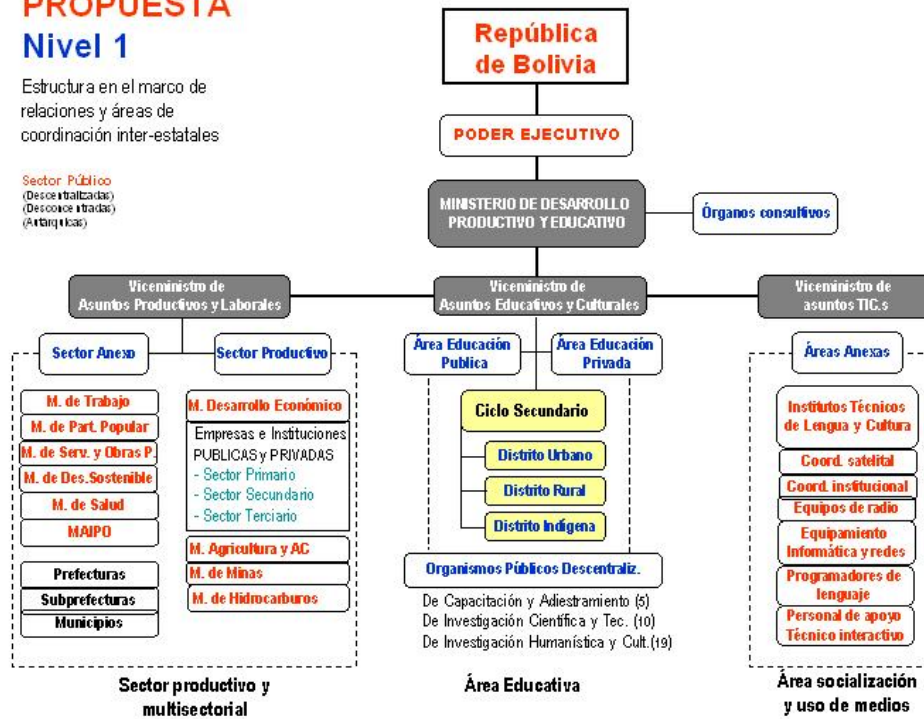 PROPUESTA
Nivel 1
Estructura en el marco de
relaciones y áreas de
coordinación inter-estatales
Sector Público
(Descentralizadas)
(Desconcentradas)
(Autárquicas)
República
de Bolivia
PODER EJECUTIVO
MINISTERIO DE DESARROLLO
PRODUCTIVO Y EDUCATIVO
Órganos consultivos
Viceministro de
Asuntos Productivos y Laborales
Viceministro de
Asuntos Educativos y Culturales
Viceministro de
asuntos TIC.s
Sector Anexo
Sector Productivo
M. de Trabajo
M. de Part. Popular
M. de Serv. y Obras P.
M. de Des.Sostenible
M. de Salud
MAIPO
Prefecturas
Subprefecturas
Municipios
M. Desarrollo Económico
Empresas e Instituciones
PUBLICAS y PRIVADAS
- Sector Primario
- Sector Secundario
- Sector Terciario
M. Agricultura y AC
M. de Minas
M. de Hidrocarburos
Sector productivo y
multisectorial
Área Educación
Publica
Área Educación
Privada
Ciclo Secundario
Distrito Urbano
Distrito Rural
Distrito Indígena
Organismos Públicos Descentraliz.
De Capacitación y Adiestramiento (5)
De Investigación Científica y Tec. (10)
De Investigación Humanística y Cult.(19)
Área Educativa
Áreas Anexas
Institutos Técnicos
de Lengua y Cultura
Coord. satelital
Coord. institucional
Equipos de radio
Equipamiento
Informática y redes
Programadores de
lenguaje
Personal de apoyo
Técnico interactivo
Área socialización
y uso de medios